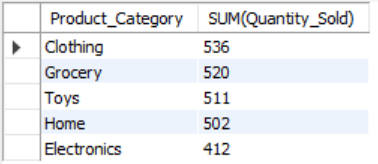 Product_Category SUM(Quantity_Sold)
Clothing 536
Grocery 520
Toys 511
Home 502
Electronics 412